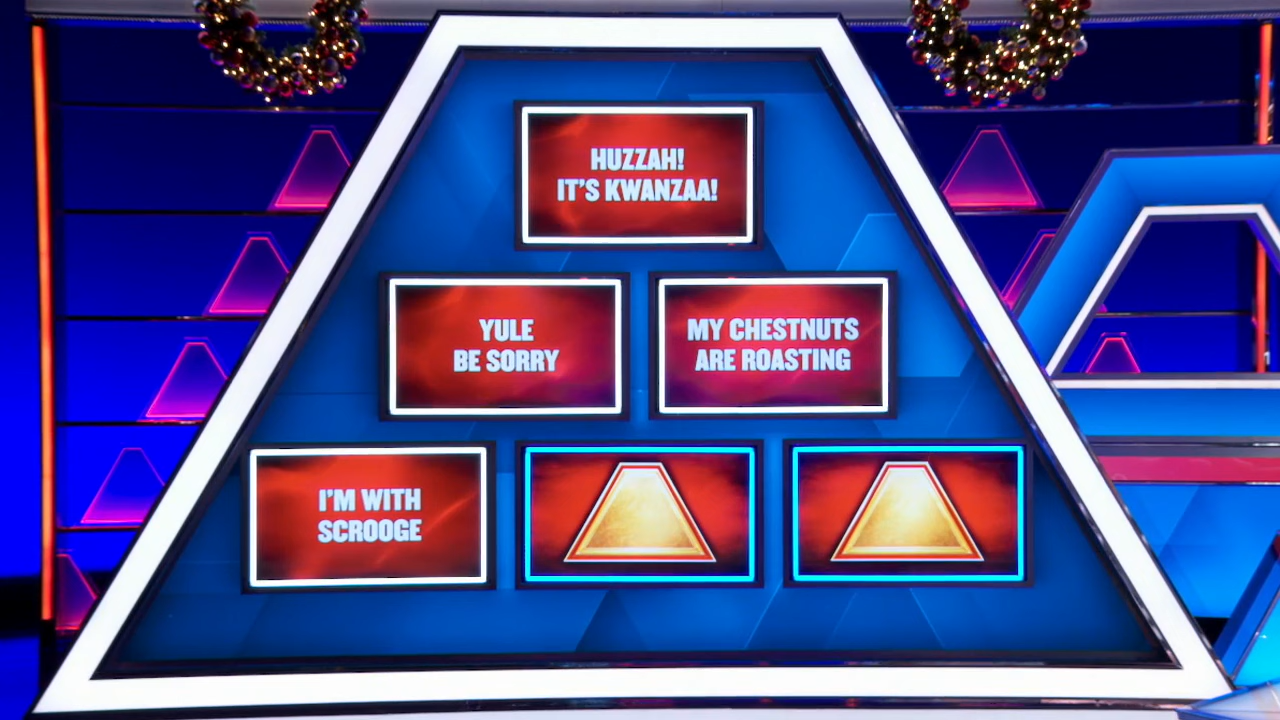 HUZZAH!
IT'S KWANZAA!
YULE
BE SORRY
MY CHESTNUTS
ARE ROASTING
I'M WITH
SCROOGE